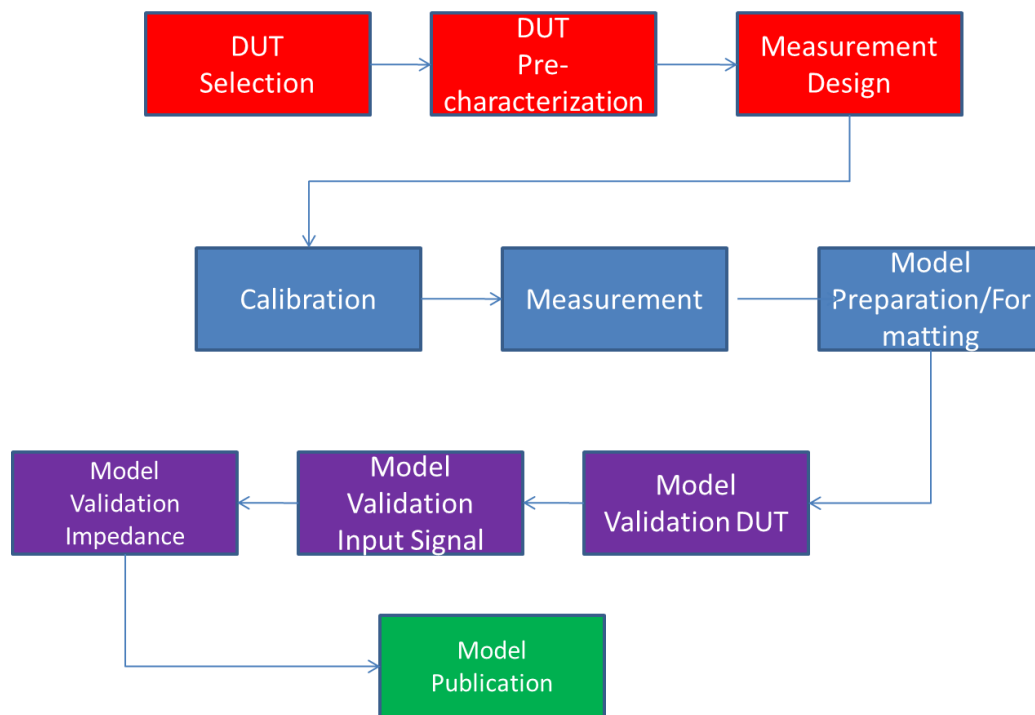 DUT
Selection
DUT
Pre-
characterization
Measurement
Design
Calibration
Measurement
Model
Preparation/For
matting
Model
Validation
Impedance
Model
Validation
Input Signal
Model
Validation DUT
Model
Publication